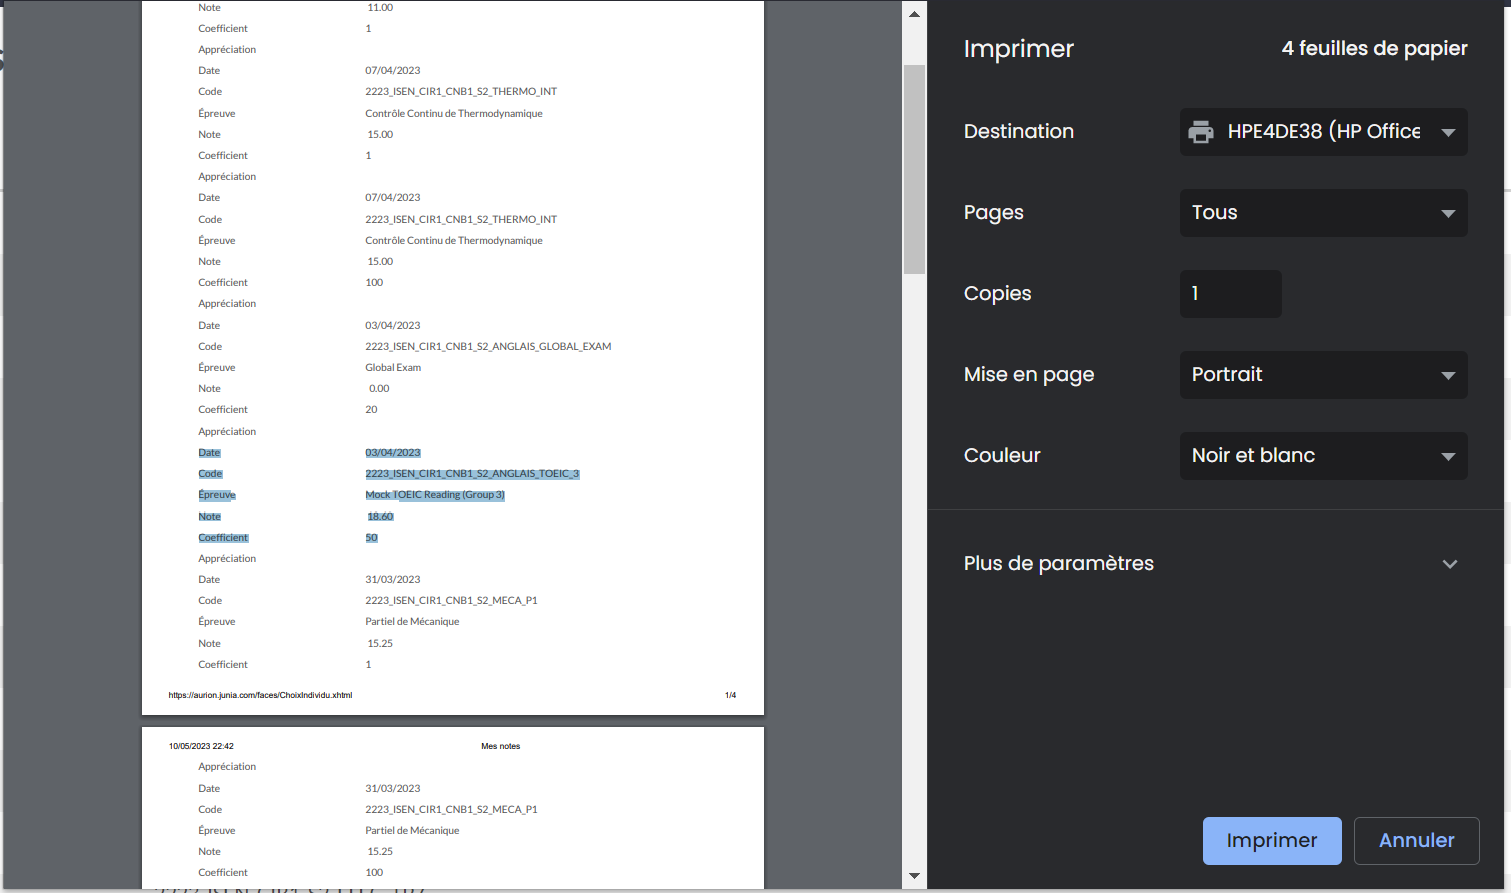 Note 11.00
Coefficient 1
Appréciation
Date 07/04/2023
Code 2223_ISEN_CIR1_CNB1_S2_THERMO_INT
Épreuve Contrôle Continu de Thermodynamique
Note 15.00
Coefficient 1
Appréciation
Date 07/04/2023
Code 2223_ISEN_CIR1_CNB1_S2_THERMO_INT
Épreuve Contrôle Continu de Thermodynamique
Note 15.00
Coefficient 100
Appréciation
Date 03/04/2023
Code 2223_ISEN_CIR1_CNB1_S2_ANGLAIS_GLOBAL_EXAM
Épreuve Global Exam
Note 0.00
Coefficient 20
Appréciation
Date 03/04/2023
Code 2223_ISEN_CIR1_CNB1_S2_ANGLAIS_TOEIC_3
Épreuve Mock TOEIC Reading (Group 3)
Note 18.60
Coefficient 50
Appréciation
Date 31/03/2023
Code 2223_ISEN_CIR1_CNB1_S2_MECA_P1
Épreuve Partiel de Mécanique
Note 15.25
Coefficient 1
https://aurion.junia.com/faces/ChoixIndividu.xhtml 1/4
10/05/2023 22:42 Mes notes
Appréciation
Date 31/03/2023
Code 2223_ISEN_CIR1_CNB1_S2_MECA_P1
Épreuve Partiel de Mécanique
Note 15.25
Coefficient 100
Imprimer 4 feuilles de papier
Destination HPE4DE38 (HP Office
Pages Tous
Copies 1
Mise en page Portrait
Couleur Noir et blanc
Plus de paramètres
Imprimer Annuler